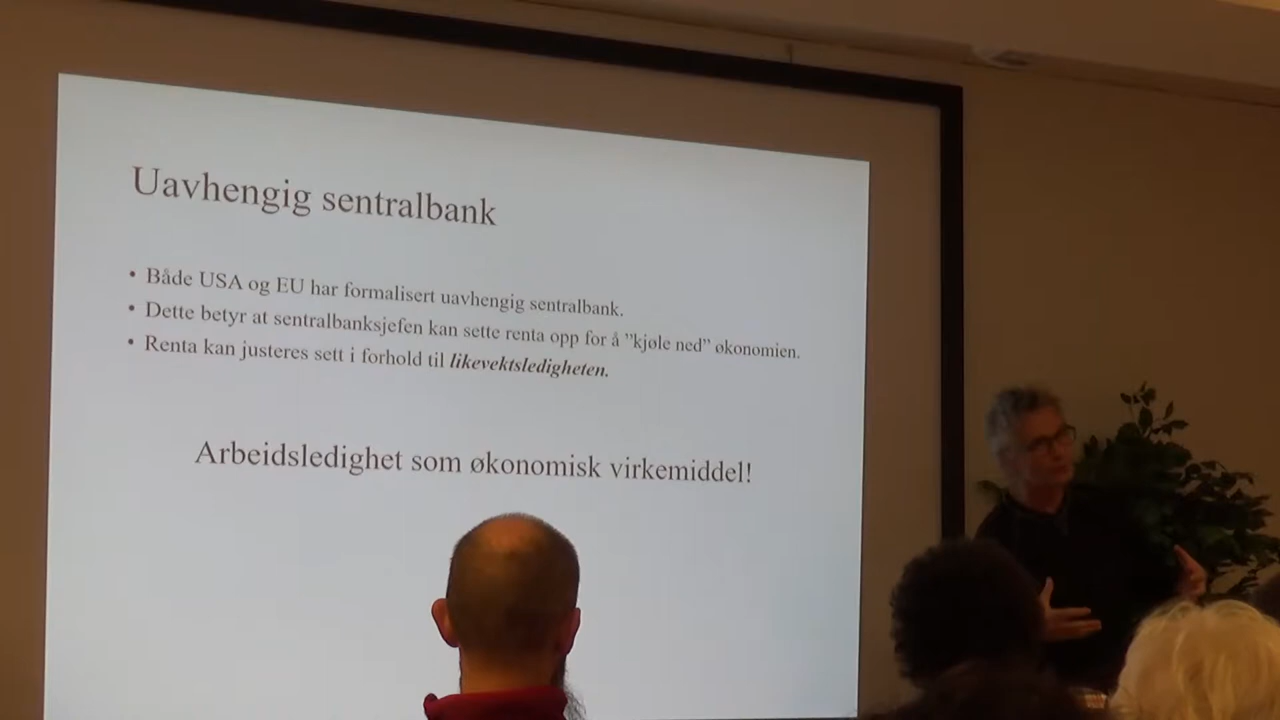 Uavhengig sentralbank
• Både USA og EU har formalisert uavhengig sentralbank.
• Dette betyr at sentralbanksjefen kan sette renta opp for å ”kjøle ned” økonomien.
• Renta kan justeres sett i forhold til likevektsledigheten.
Arbeidsledighet som økonomisk virkemiddel!